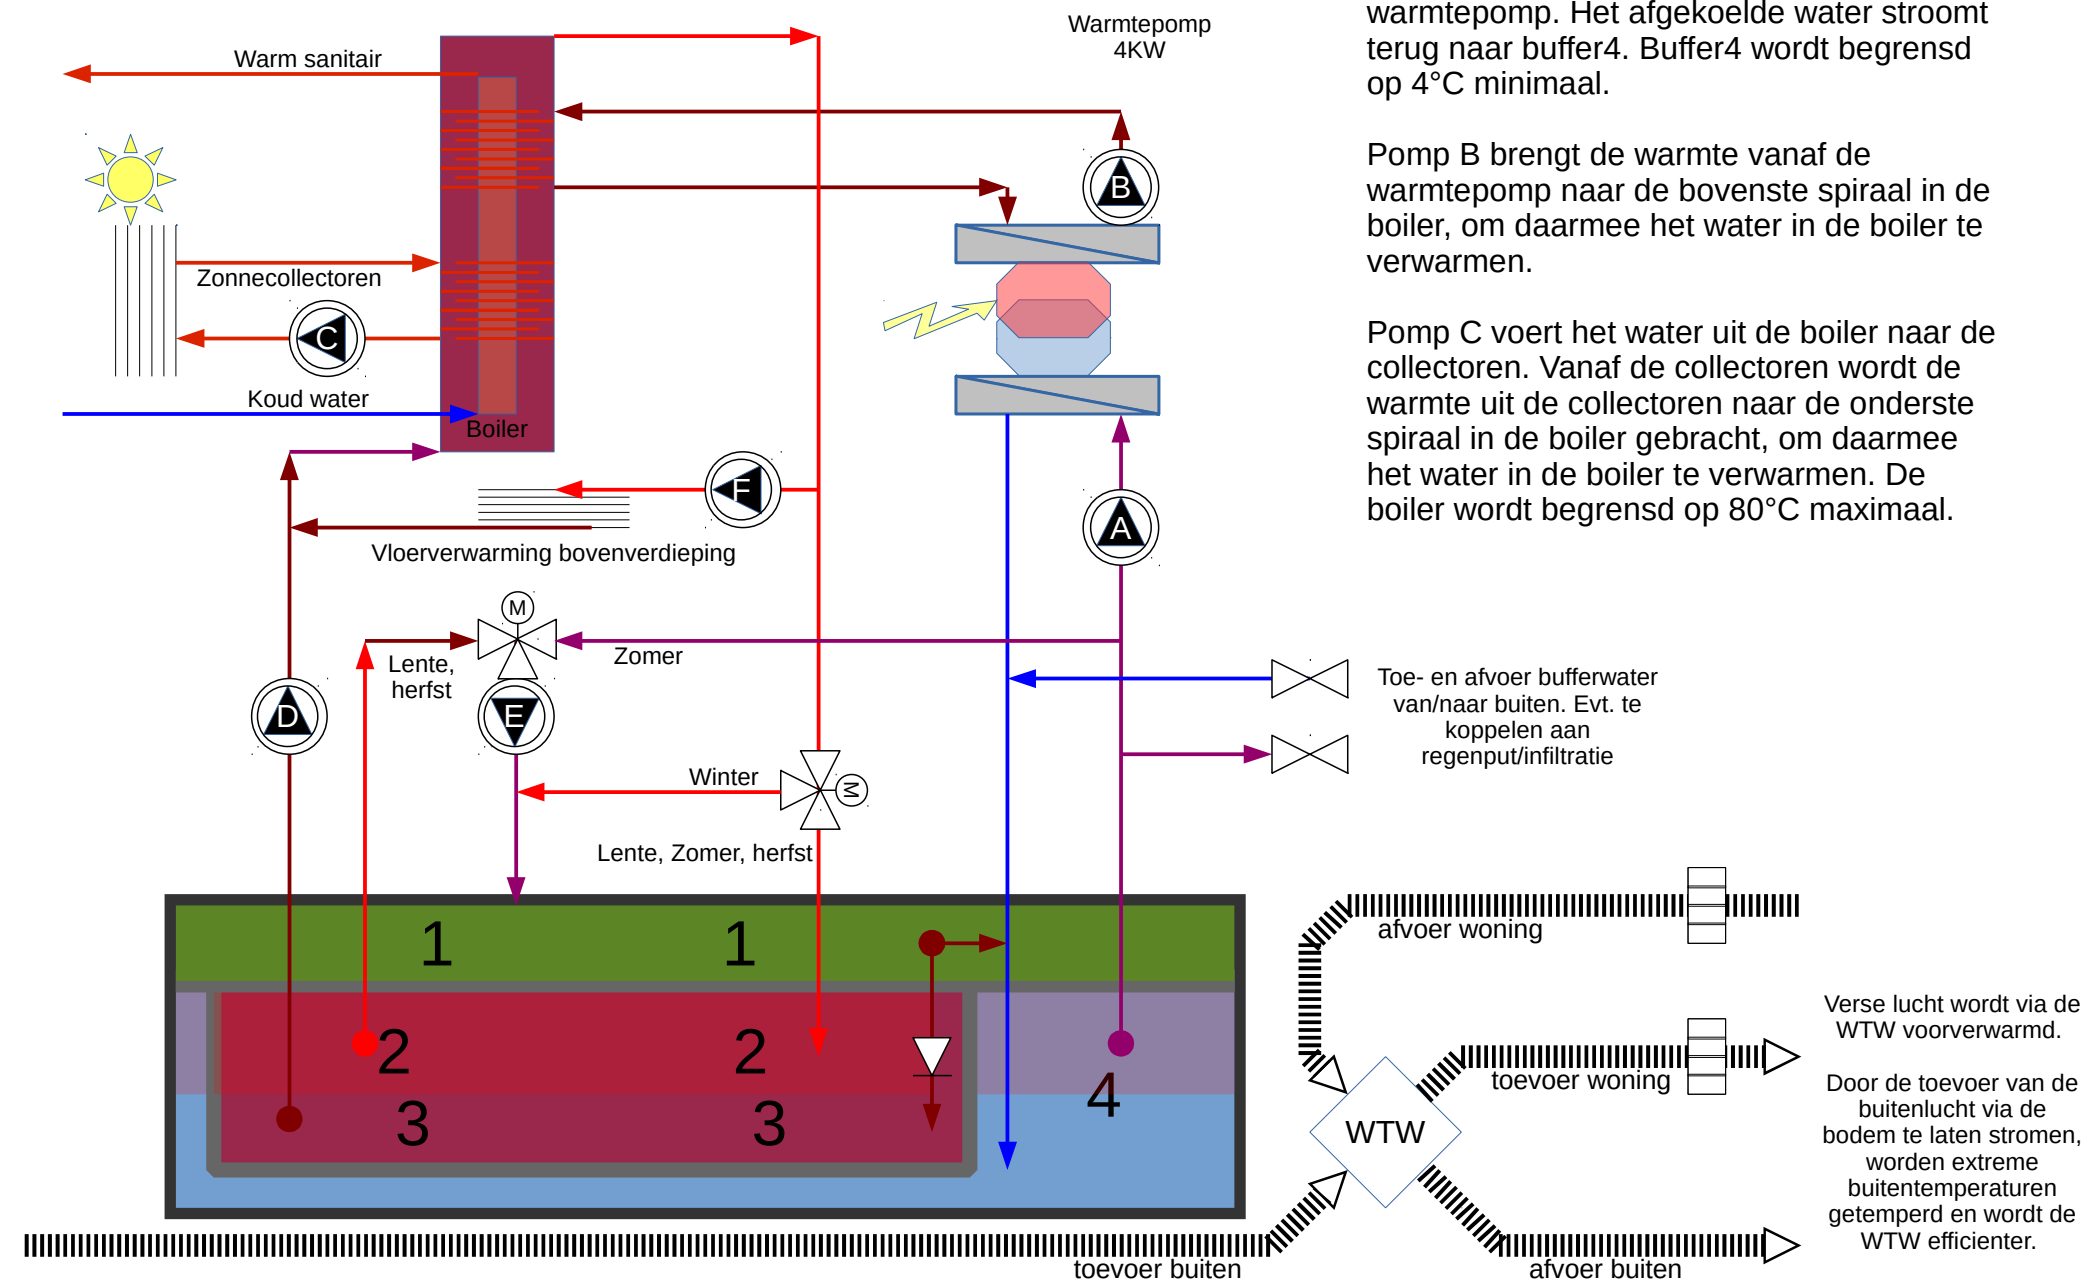 Warmtepomp
4KW
Warm sanitair
Zonnecollectoren
Koud water
Boiler
B
C
F
A
Vloerverwarming bovenverdieping
M
Lente,
herfst
Zomer
D
E
Winter
M
Lente, Zomer, herfst
1
1
2
2
3
3
4
warmtepomp. Het afgekoelde water stroomt
terug naar buffer4. Buffer4 wordt begrensd
op 4°C minimaal.
Pomp B brengt de warmte vanaf de
warmtepomp naar de bovenste spiraal in de
boiler, om daarmee het water in de boiler te
verwarmen.
Pomp C voert het water uit de boiler naar de
collectoren. Vanaf de collectoren wordt de
warmte uit de collectoren naar de onderste
spiraal in de boiler gebracht, om daarmee
het water in de boiler te verwarmen. De
boiler wordt begrensd op 80°C maximaal.
Toe- en afvoer bufferwater
van/naar buiten. Evt. te
koppelen aan
regenput/infiltratie
afvoer woning
toevoer woning
WTW
toevoer buiten
afvoer buiten
Verse lucht wordt via de
WTW voorverwarmd.
Door de toevoer van de
buitenlucht via de
bodem te laten stromen,
worden extreme
buitentemperaturen
getemperd en wordt de
WTW efficienter.